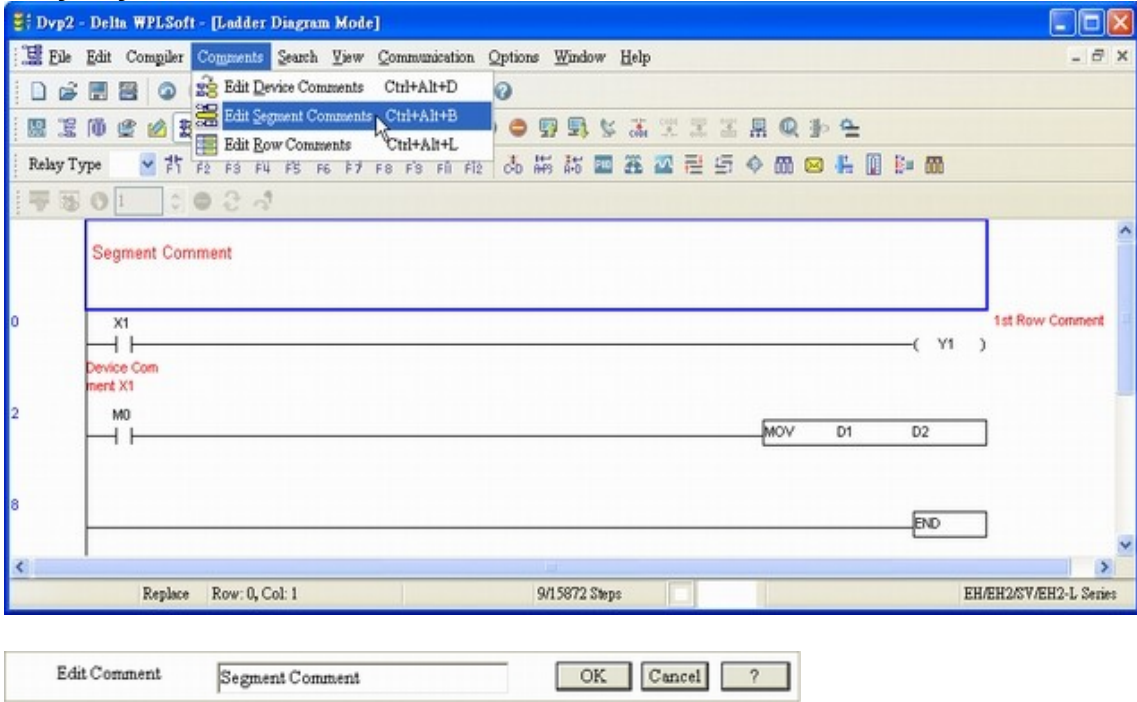 Dvp2 - Delta WPLSoft - [Ladder Diagram Mode]
File Edit Compiler Comments Search View Communication Options Window Help
Edit Device Comments Ctrl+Alt+D
Edit Segment Comments Ctrl+Alt+B
Edit Row Comments Ctrl+Alt+L
Relay Type F1 F2 F3 F4 F5 F6 F7 F8 F9 F11 F12
1
Segment Comment
0 X1 1st Row Comment
( Y1 )
Device Com
ment X1
2 M0
MOV D1 D2
8
END
Replace Row: 0, Col: 1 9/15872 Steps EH/EH2/SV/EH2-L Series
Edit Comment Segment Comment OK Cancel ?